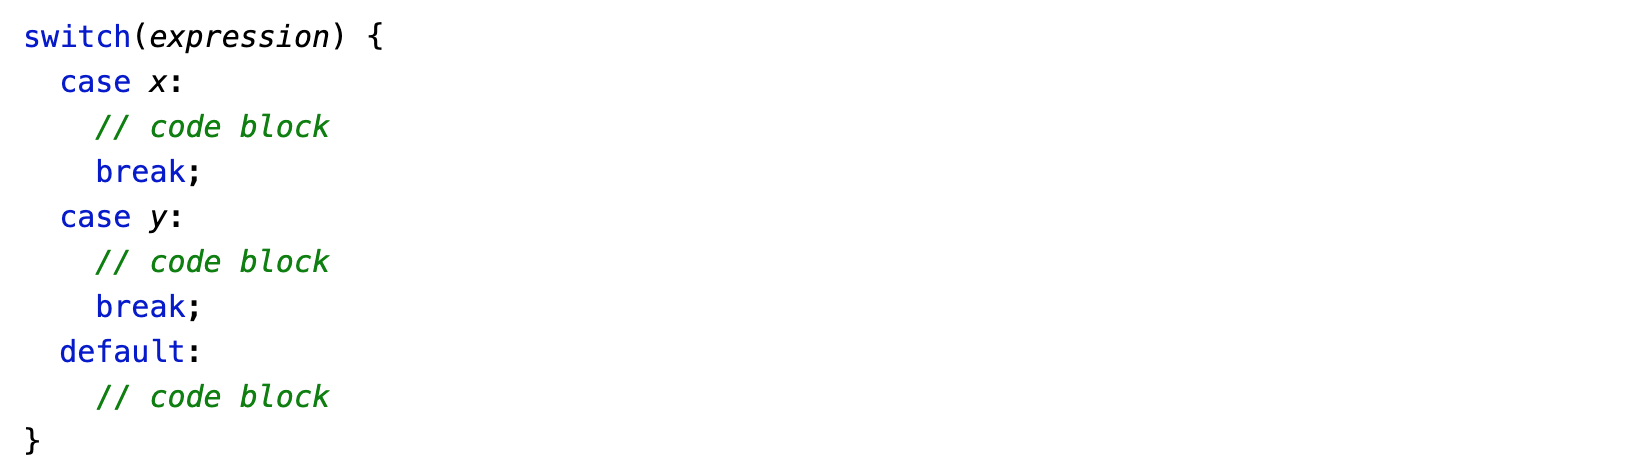 switch(expression) {
  case x:
    // code block
    break;
  case y:
    // code block
    break;
  default:
    // code block
}